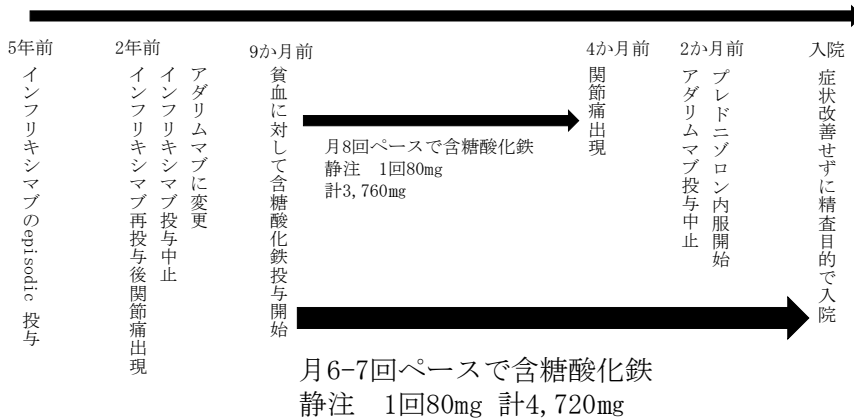 5年前
2年前
9か月前
4か月前
2か月前
入院
インフリキシマブのepisodic 投与
アダリムマブに変更
インフリキシマブ投与中止
インフリキシマブ再投与後関節痛出現
貧血に対して含糖酸化鉄投与開始
月8回ペースで含糖酸化鉄
静注 1回80mg
計3,760mg
関節痛出現
プレドニゾロン内服開始
アダリムマブ投与中止
症状改善せずに精査目的で入院
月6-7回ペースで含糖酸化鉄
静注 1回80mg 計4,720mg